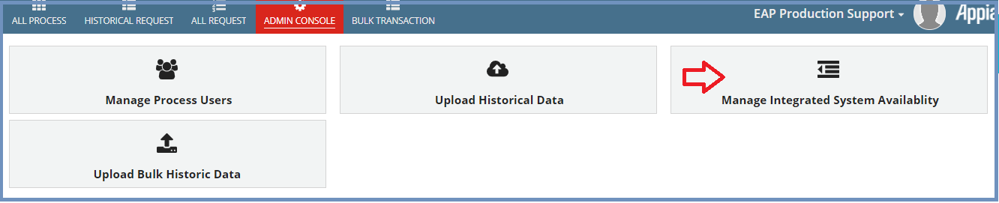 ALL PROCESS
HISTORICAL REQUEST
ALL REQUEST
ADMIN CONSOLE
BULK TRANSACTION
EAP Production Support
Appia
Manage Process Users
Upload Historical Data
Manage Integrated System Availablity
Upload Bulk Historic Data